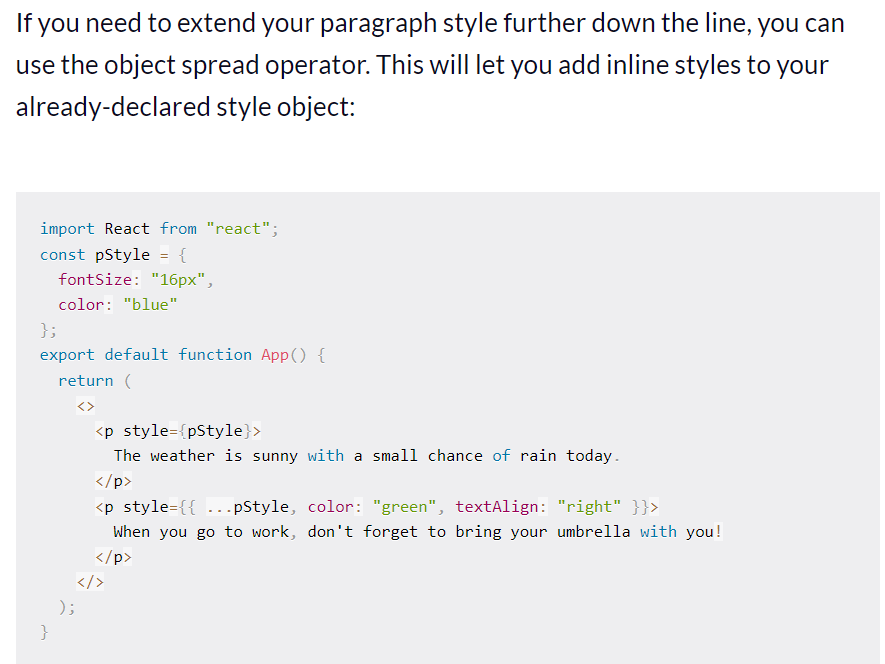 If you need to extend your paragraph style further down the line, you can
use the object spread operator. This will let you add inline styles to your
already-declared style object:
import React from "react";
const pStyle = {
  fontSize: "16px",
  color: "blue"
};
export default function App() {
  return (
    <>
      <p style={pStyle}>
        The weather is sunny with a small chance of rain today.
      </p>
      <p style={{ ...pStyle, color: "green", textAlign: "right" }}>
        When you go to work, don't forget to bring your umbrella with you!
      </p>
    </>
  );
}